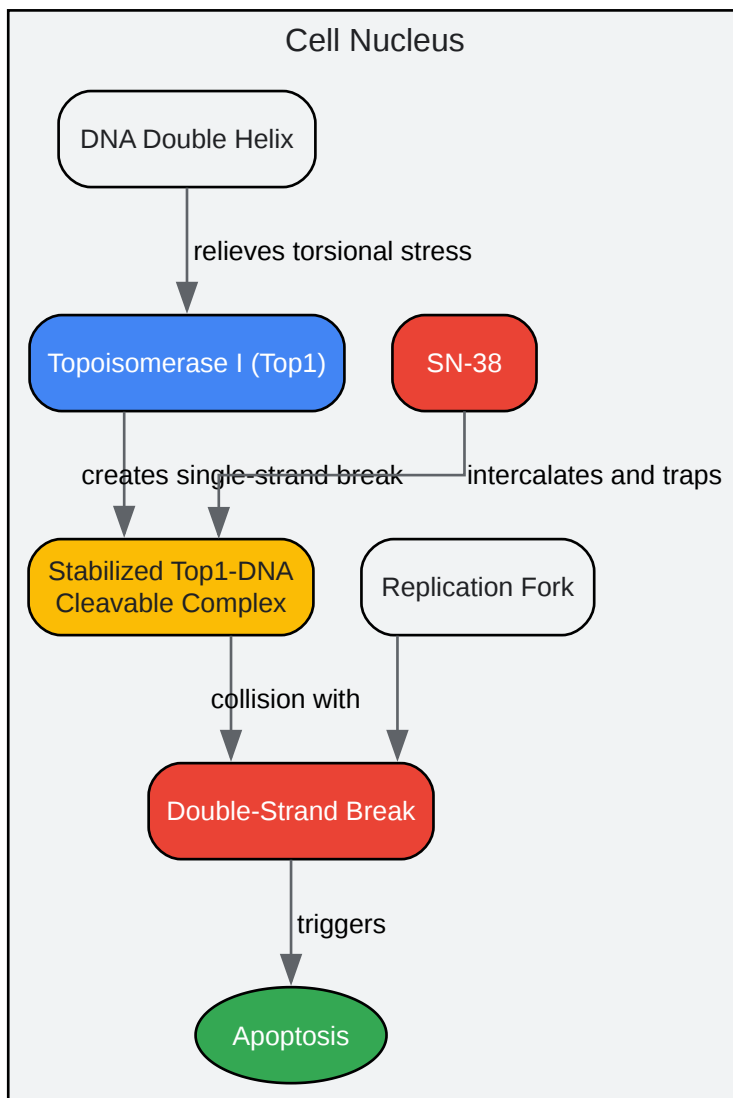 Cell Nucleus
DNA Double Helix
relieves torsional stress
Topoisomerase I (Top1)
SN-38
creates single-strand break
intercalates and traps
Stabilized Top1-DNA
Cleavable Complex
Replication Fork
collision with
Double-Strand Break
triggers
Apoptosis